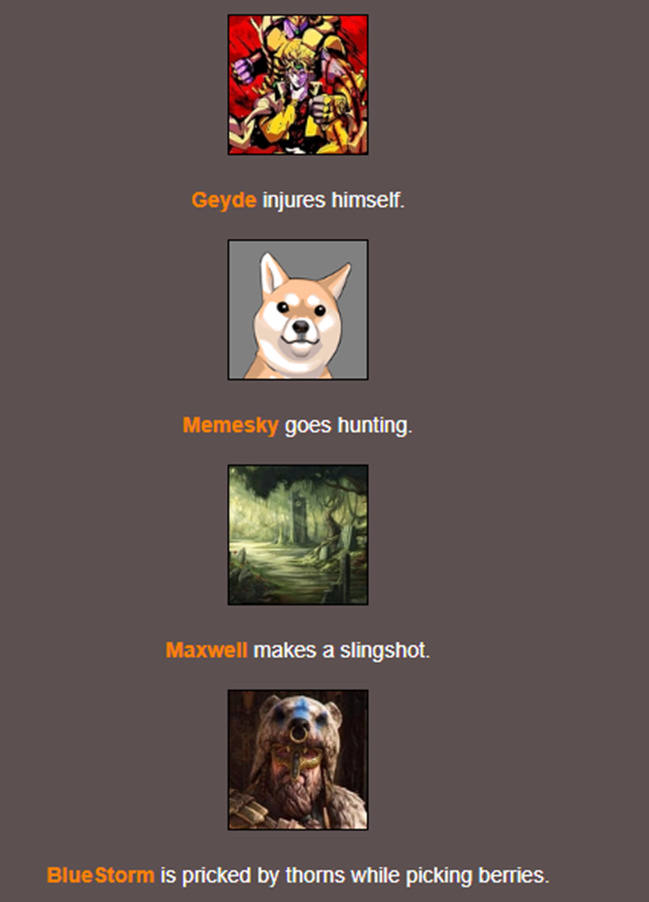 Geyde injures himself.
Memesky goes hunting.
Maxwell makes a slingshot.
BlueStorm is pricked by thorns while picking berries.